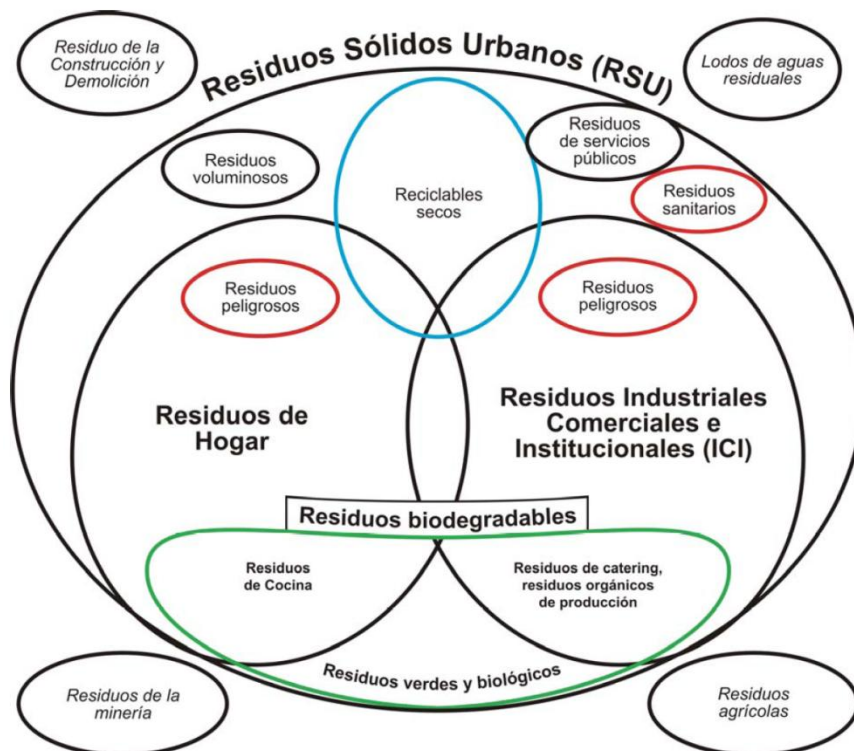 Residuo de la
Construcción y
Demolición
Residuos Sólidos Urbanos (RSU)
Lodos de aguas
residuales
Residuos
voluminosos
Reciclables
secos
Residuos
de servicios
públicos
Residuos
sanitarios
Residuos
peligrosos
Residuos
peligrosos
Residuos de
Hogar
Residuos Industriales
Comerciales e
Institucionales (ICI)
Residuos biodegradables
Residuos
de Cocina
Residuos de catering,
residuos orgánicos
de producción
Residuos verdes y biológicos
Residuos de la
minería
Residuos
agrícolas